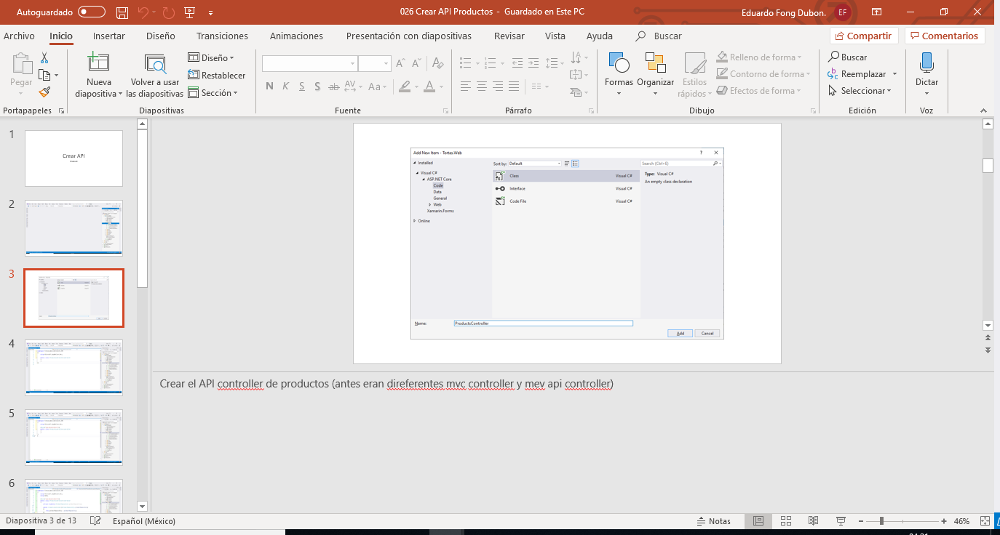 Autoguardado
026 Crear API Productos - Guardado en Este PC
Eduardo Fong Dubon.
EF
Archivo Inicio Insertar Diseño Transiciones Animaciones Presentación con diapositivas Revisar Vista Ayuda Buscar
Compartir Comentarios
Pegar
Portapapeles
Nueva diapositiva
Volver a usar las diapositivas
Diseño
Restablecer
Sección
Diapositivas
N K S S ab AV Aa A
A A A
Fuente
Párrafo
Formas
Organizar
Estilos rápidos
Relleno de forma
Contorno de forma
Efectos de forma
Dibujo
Buscar
Reemplazar
Seleccionar
Edición
Dictar
Voz
1
Crear API
2
3
4
5
6
Add New Item - Tortas.Web
? ×
Installed
Visual C#
ASP.NET Core
Code
Data
General
Web
Xamarin.Forms
Online
Sort by: Default
Class Visual C#
Interface Visual C#
Code File Visual C#
Search (Ctrl+E)
Type: Visual C#
An empty class declaration
Name: ProductsController
Add Cancel
Crear el API controller de productos (antes eran direferentes mvc controller y mev api controller)
Diapositiva 3 de 13
Español (México)
Notas
46%